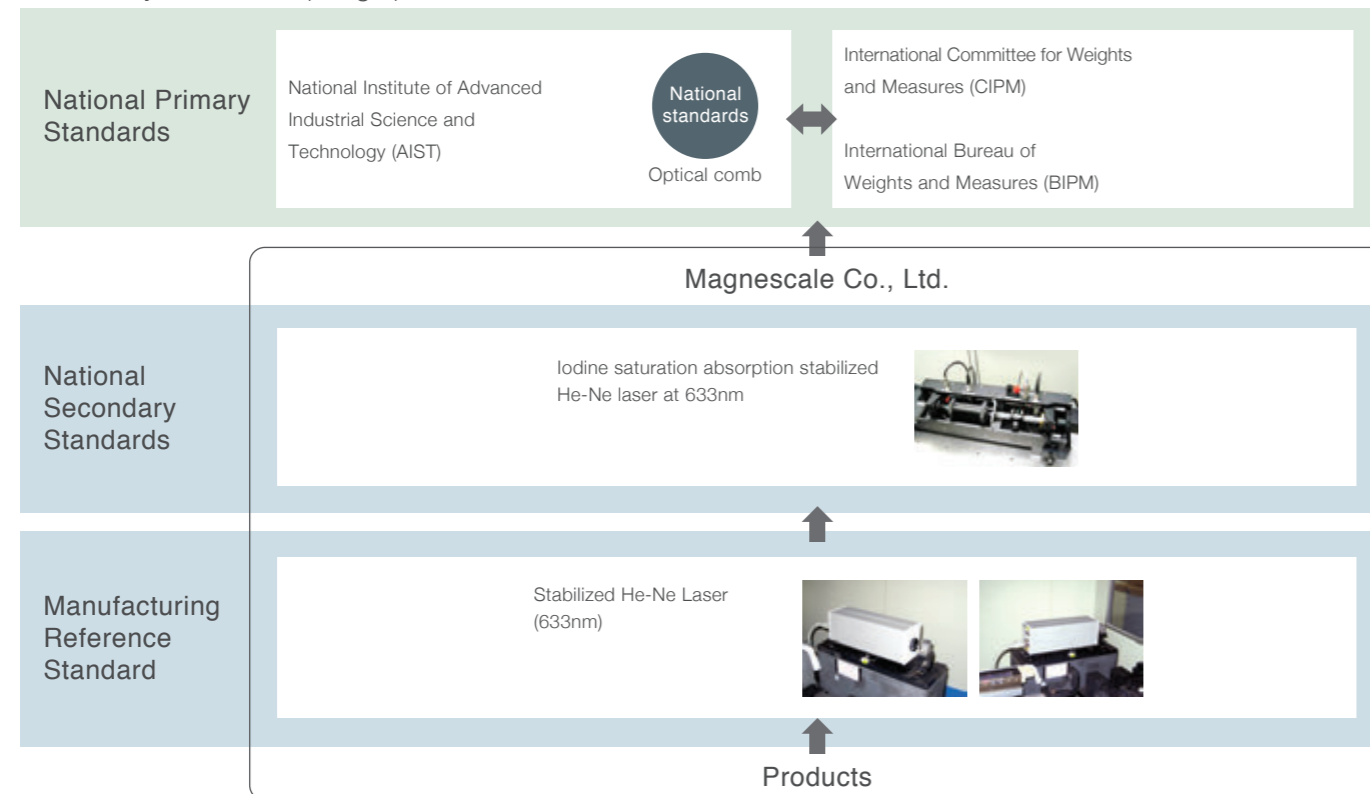 National Primary
Standards
National Institute of Advanced
Industrial Science and
Technology (AIST)
National
standards
Optical comb
International Committee for Weights
and Measures (CIPM)
International Bureau of
Weights and Measures (BIPM)
Magnescale Co., Ltd.
National
Secondary
Standards
Iodine saturation absorption stabilized
He-Ne laser at 633nm
Manufacturing
Reference
Standard
Stabilized He-Ne Laser
(633nm)
Products